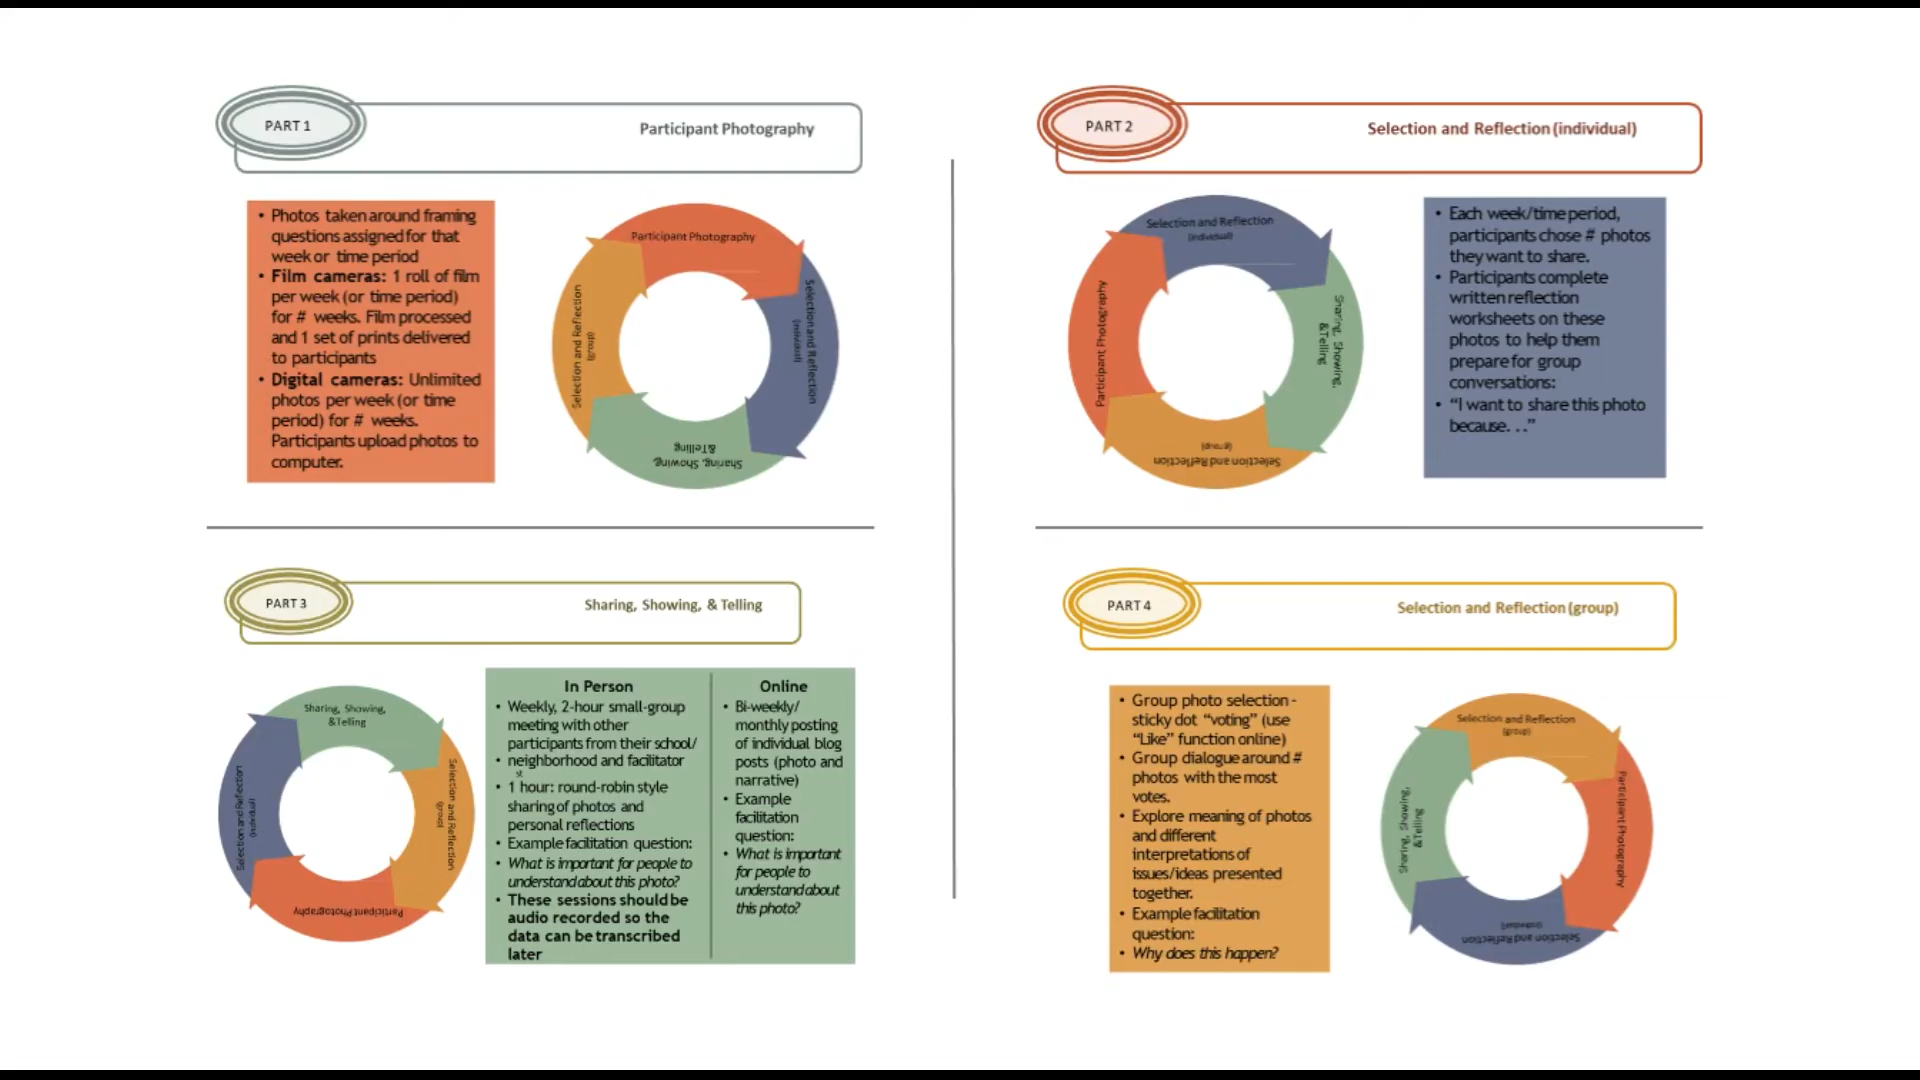 PART 1
Participant Photography
• Photos taken around framing
questions assigned for that
week or time period
• Film cameras: 1 roll of film
per week (or time period)
for # weeks. Film processed
and 1 set of prints delivered
to participants
• Digital cameras: Unlimited
photos per week (or time
period) for # weeks.
Participants upload photos to
computer.
Participant Photography
Selection and Reflection
(individual)
Sharing, Showing,
&Telling
Selection and Reflection
(group)
PART 2
Selection and Reflection (individual)
Selection and Reflection
(individual)
Sharing, Showing,
&Telling
Selection and Reflection
(group)
Participant Photography
• Each week/time period,
participants chose # photos
they want to share.
• Participants complete
written reflection
worksheets on these
photos to help them
prepare for group
conversations:
• “I want to share this photo
because. . .”
PART 3
Sharing, Showing, & Telling
Sharing, Showing,
&Telling
Selection and Reflection
(group)
Participant Photography
Selection and Reflection
(individual)
In Person
• Weekly, 2-hour small-group
meeting with other
participants from their school/
• neighborhood and facilitator
st
• 1 hour: round-robin style
sharing of photos and
personal reflections
• Example facilitation question:
• What is important for people to
understand about this photo?
• These sessions should be
audio recorded so the
data can be transcribed
later
Online
• Bi-weekly/
monthly posting
of individual blog
posts (photo and
narrative)
• Example
facilitation
question:
• What is important
for people to
understand about
this photo?
PART 4
Selection and Reflection (group)
• Group photo selection -
sticky dot “voting” (use
“Like” function online)
• Group dialogue around #
photos with the most
votes.
• Explore meaning of photos
and different
interpretations of
issues/ideas presented
together.
• Example facilitation
question:
• Why does this happen?
Selection and Reflection
(group)
Participant Photography
Selection and Reflection
(individual)
Sharing, Showing,
&Telling